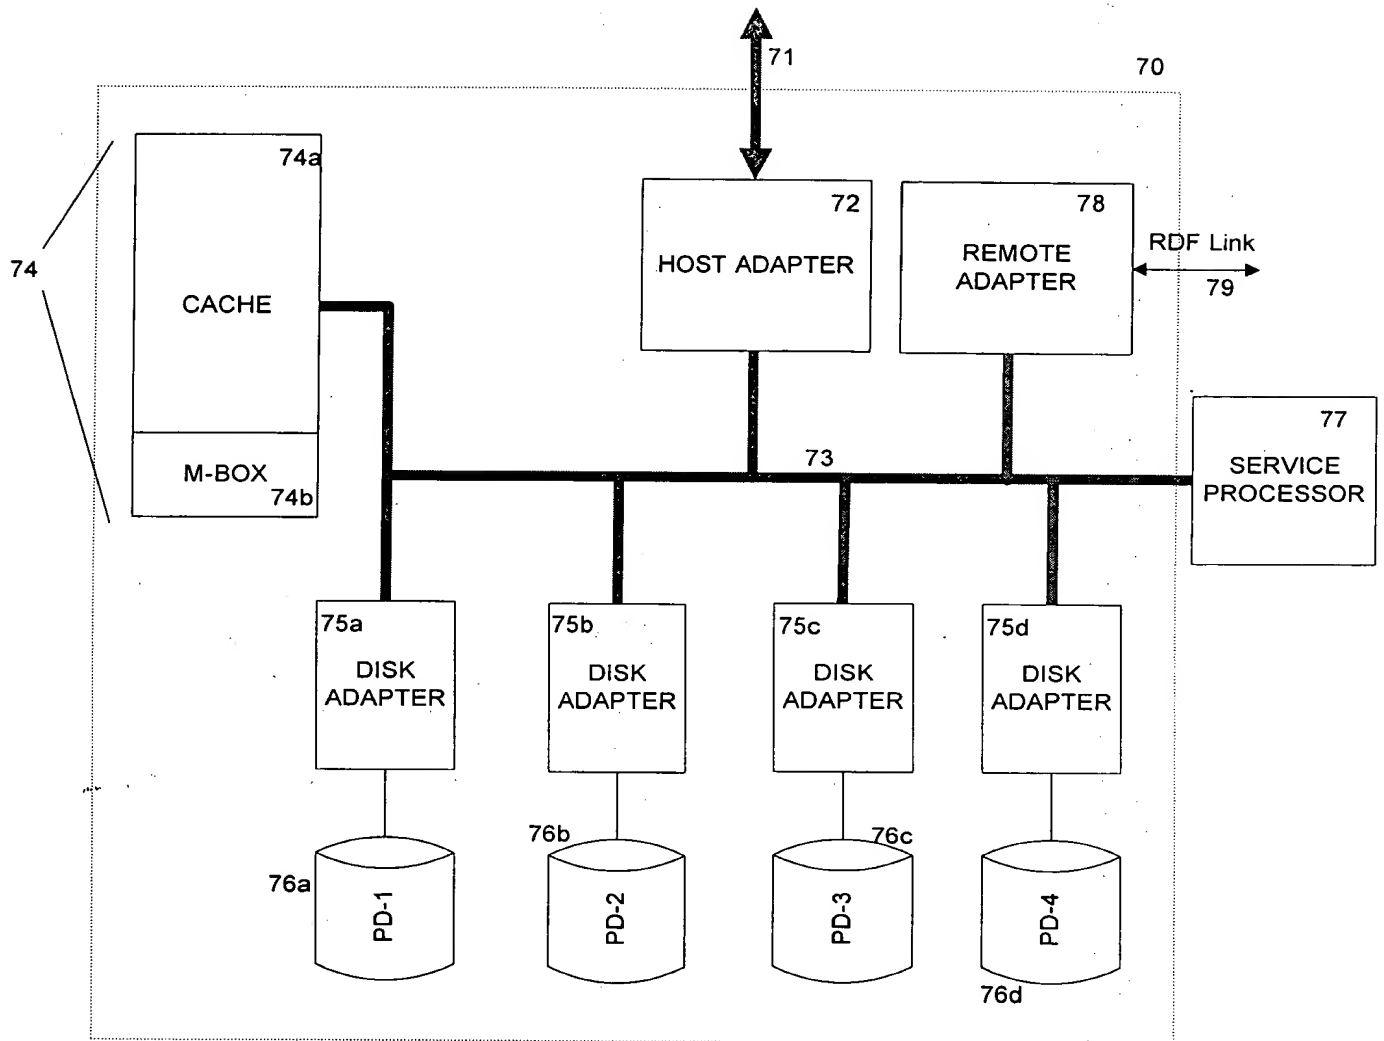 71
70
74a
72
78
HOST ADAPTER
REMOTE
ADAPTER
RDF Link
79
74
CACHE
M-BOX
74b
73
77
SERVICE
PROCESSOR
75a
DISK
ADAPTER
75b
DISK
ADAPTER
75c
DISK
ADAPTER
75d
DISK
ADAPTER
76a
PD-1
76b
PD-2
76c
PD-3
PD-4
76d